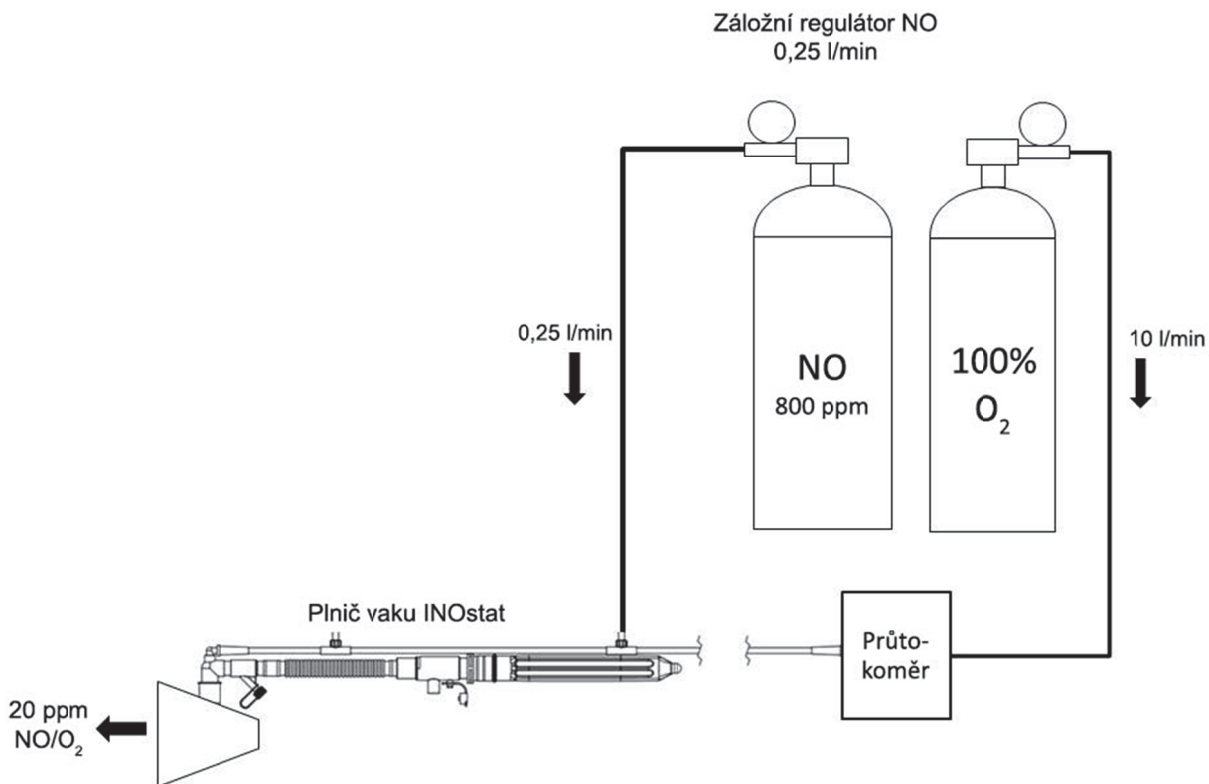 Záložní regulátor NO
0,25 l/min
0,25 l/min
10 l/min
NO
800 ppm
100%
O₂
Plnič vaku INOstat
Průto-
koměr
20 ppm
NO/O₂